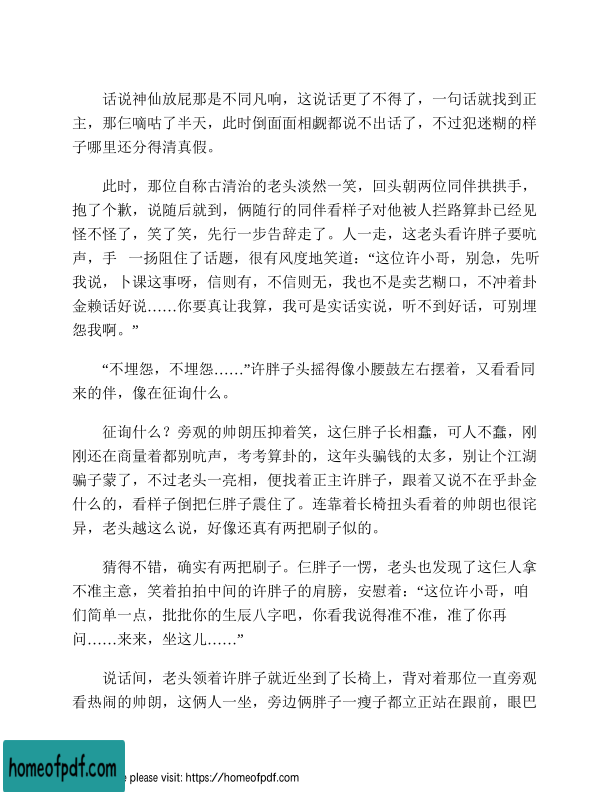 话说神仙放屁那是不同凡响，这说话更了不得了，一句话就找到正
主，那仨嘀咕了半天，此时倒面面相觑都说不出话了，不过犯迷糊的样
子哪里还分得清真假。
此时，那位自称古清治的老头淡然一笑，回头朝两位同伴拱拱手，
抱了个歉，说随后就到，俩随行的同伴看样子对他被人拦路算卦已经见
怪不怪了，笑了笑，先行一步告辞走了。人一走，这老头看许胖子要吭
声，手 一扬阻住了话题，很有风度地笑道：“这位许小哥，别急，先听
我说，卜课这事呀，信则有，不信则无，我也不是卖艺糊口，不冲着卦
金赖话好说……你要真让我算，我可是实话实说，听不到好话，可别埋
怨我啊。”
“不埋怨，不埋怨……”许胖子头摇得像小腰鼓左右摆着，又看看同
来的伴，像在征询什么。
征询什么？旁观的帅朗压抑着笑，这仨胖子长相蠢，可人不蠢，刚
刚还在商量着都别吭声，考考算卦的，这年头骗钱的太多，别让个江湖
骗子蒙了，不过老头一亮相，便找着正主许胖子，跟着又说不在乎卦金
什么的，看样子倒把仨胖子震住了。连靠着长椅扭头看着的帅朗也很诧
异，老头越这么说，好像还真有两把刷子似的。
猜得不错，确实有两把刷子。仨胖子一愣，老头也发现了这仨人拿
不准主意，笑着拍拍中间的许胖子的肩膀，安慰着：“这位许小哥，咱
们简单一点，批批你的生辰八字吧，你看我说得准不准，准了你再
问……来来，坐这儿……”
说话间，老头领着许胖子就近坐到了长椅上，背对着那位一直旁观
看热闹的帅朗，这俩人一坐，旁边俩胖子一瘦子都立正站在跟前，眼巴
homeofpdf.com
e please visit: https://homeofpdf.com